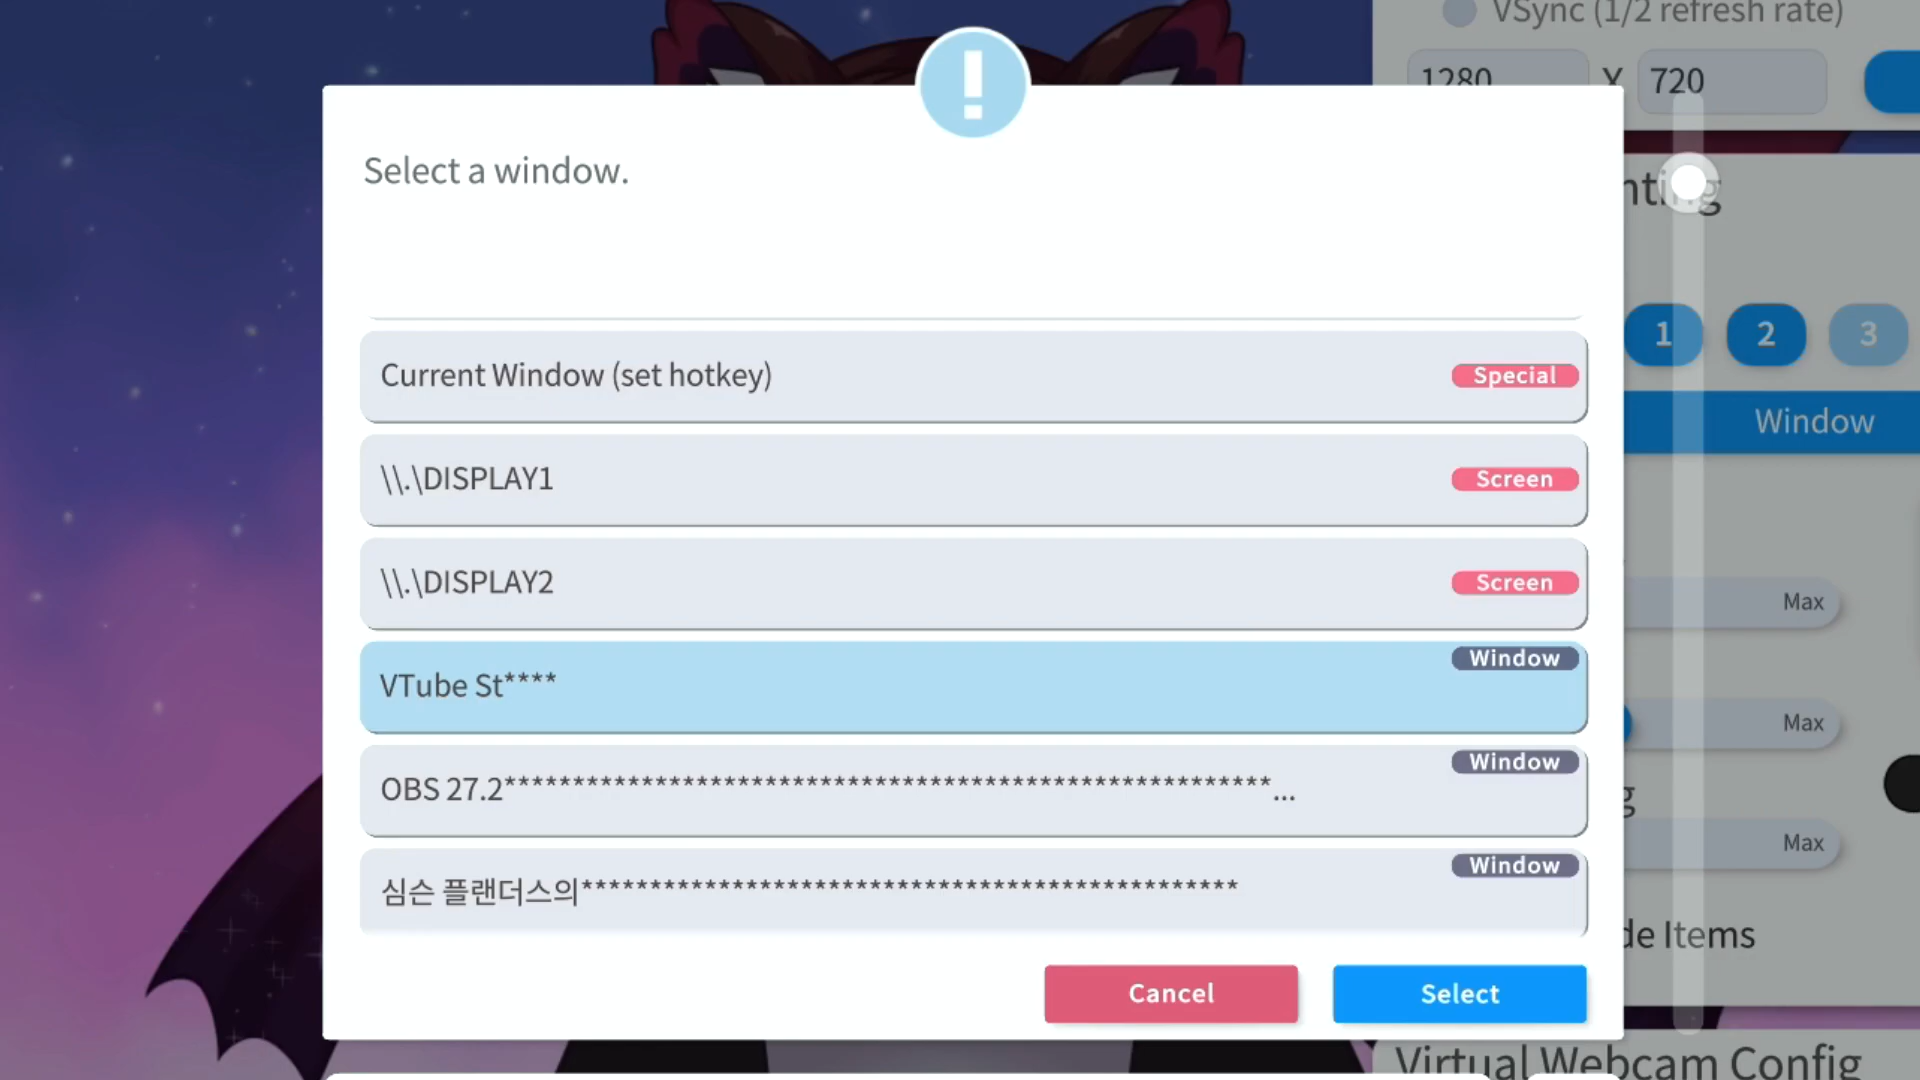 VSync (1/2 refresh rate)
1280 X 720
Select a window.
Current Window (set hotkey)
Special
\\.\DISPLAY1
Screen
\\.\DISPLAY2
Screen
VTube St****
Window
OBS 27.2********************************************************...
Window
심슨 플랜더스의************************************************
Window
Cancel
Select
1
2
3
Window
Max
Max
Max
Items
Virtual Webcam Config